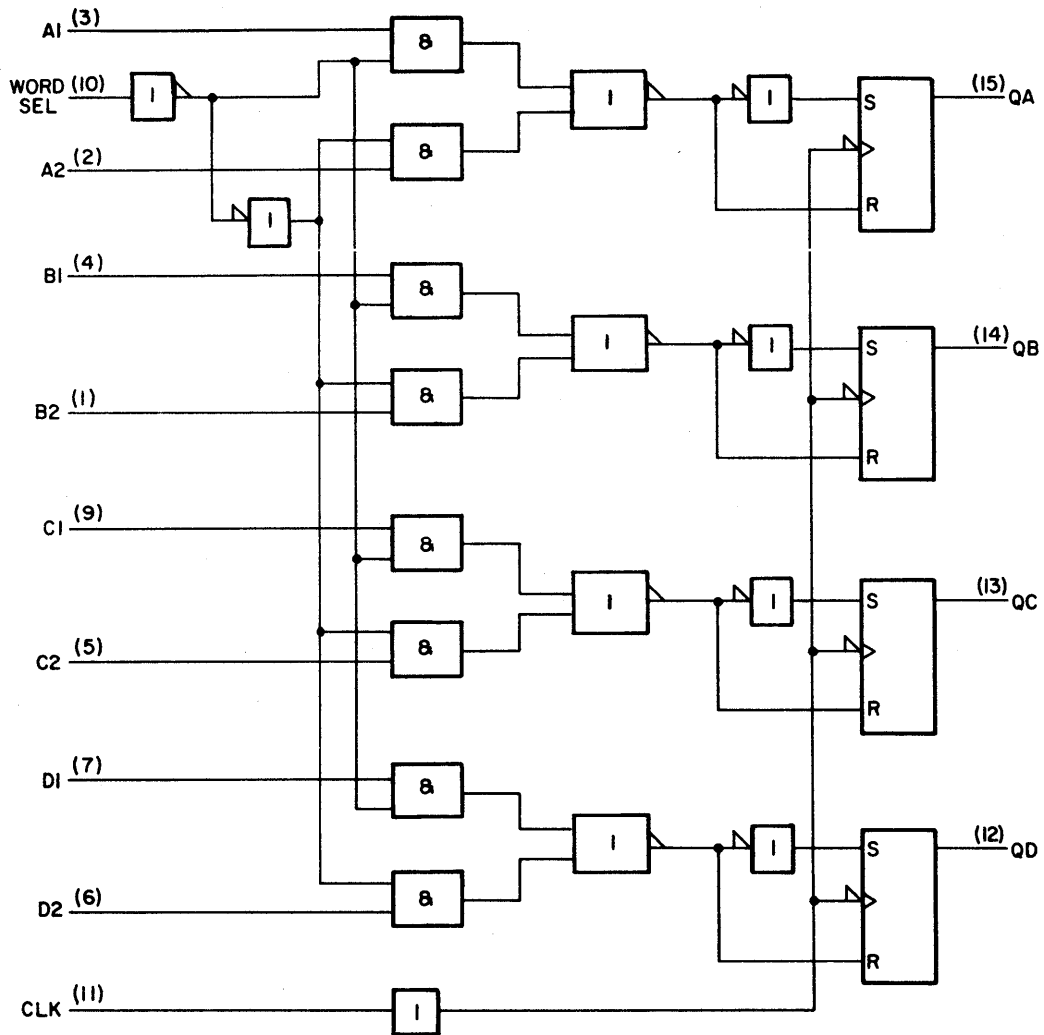 A1 (3)
&
WORD SEL (10)
1
1
1
S
(15) QA
A2 (2)
&
R
1
B1 (4)
&
1
1
S
(14) QB
B2 (1)
&
R
C1 (9)
&
1
1
S
(13) QC
C2 (5)
&
R
D1 (7)
&
1
1
S
(12) QD
D2 (6)
&
R
CLK (11)
1